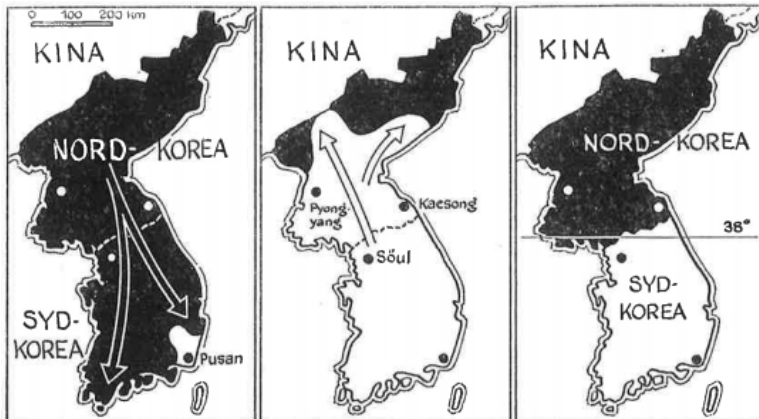 0 100 200 km
KINA
NORD-KOREA
SYD-
KOREA
Pusan
KINA
Pyong-
yang
Kaesong
Söul
KINA
NORD-KOREA
38°
SYD-
KOREA